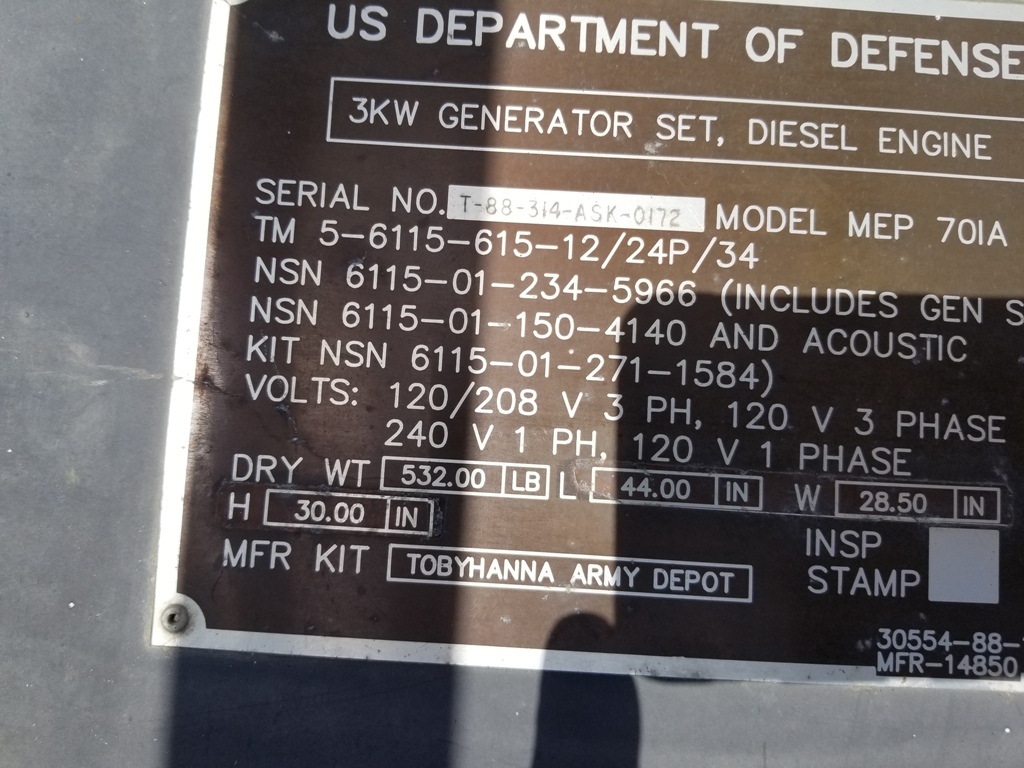 US DEPARTMENT OF DEFENSE
3KW GENERATOR SET, DIESEL ENGINE
SERIAL NO. T-88-314-ASK-0172 MODEL MEP 701A
TM 5-6115-615-12/24P/34
NSN 6115-01-234-5966 (INCLUDES GEN S
NSN 6115-01-150-4140 AND ACOUSTIC
KIT NSN 6115-01-271-1584)
VOLTS: 120/208 V 3 PH, 120 V 3 PHASE
240 V 1 PH, 120 V 1 PHASE
DRY WT 532.00 LB L 44.00 IN W 28.50 IN
H 30.00 IN
MFR KIT TOBYHANNA ARMY DEPOT
INSP
STAMP
30554-88-
MFR-14850